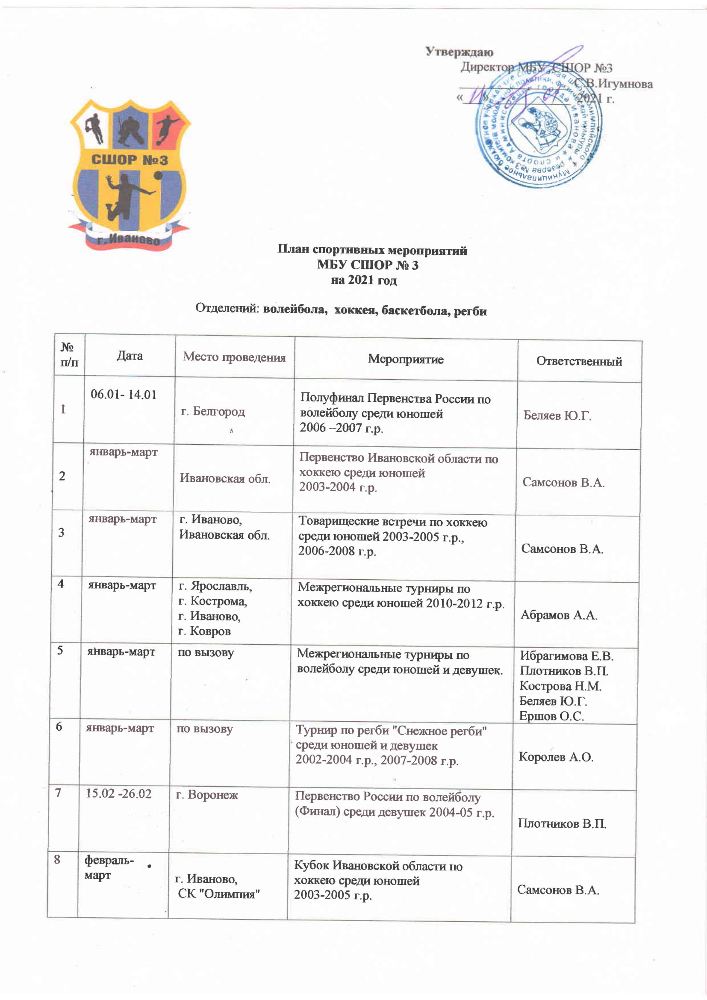 Утверждаю
Директор МБУ СШОР №3
С.В.Игумнова
« 11 » 01 2021 г.
СШОР №3
г. Иваново
План спортивных мероприятий
МБУ СШОР № 3
на 2021 год
Отделений: волейбола, хоккея, баскетбола, регби
№ п/п Дата Место проведения Мероприятие Ответственный
1
06.01- 14.01
г. Белгород
Полуфинал Первенства России по
волейболу среди юношей
2006 –2007 г.р.
Беляев Ю.Г.
2
январь-март
Ивановская обл.
Первенство Ивановской области по
хоккею среди юношей
2003-2004 г.р.
Самсонов В.А.
3
январь-март
г. Иваново,
Ивановская обл.
Товарищеские встречи по хоккею
среди юношей 2003-2005 г.р.,
2006-2008 г.р.
Самсонов В.А.
4
январь-март
г. Ярославль,
г. Кострома,
г. Иваново,
г. Ковров
Межрегиональные турниры по
хоккею среди юношей 2010-2012 г.р.
Абрамов А.А.
5
январь-март
по вызову
Межрегиональные турниры по
волейболу среди юношей и девушек.
Ибрагимова Е.В.
Плотников В.П.
Кострова Н.М.
Беляев Ю.Г.
Ершов О.С.
6
январь-март
по вызову
Турнир по регби "Снежное регби"
среди юношей и девушек
2002-2004 г.р., 2007-2008 г.р.
Королев А.О.
7
15.02 -26.02
г. Воронеж
Первенство России по волейболу
(Финал) среди девушек 2004-05 г.р.
Плотников В.П.
8
февраль-
март
г. Иваново,
СК "Олимпия"
Кубок Ивановской области по
хоккею среди юношей
2003-2005 г.р.
Самсонов В.А.